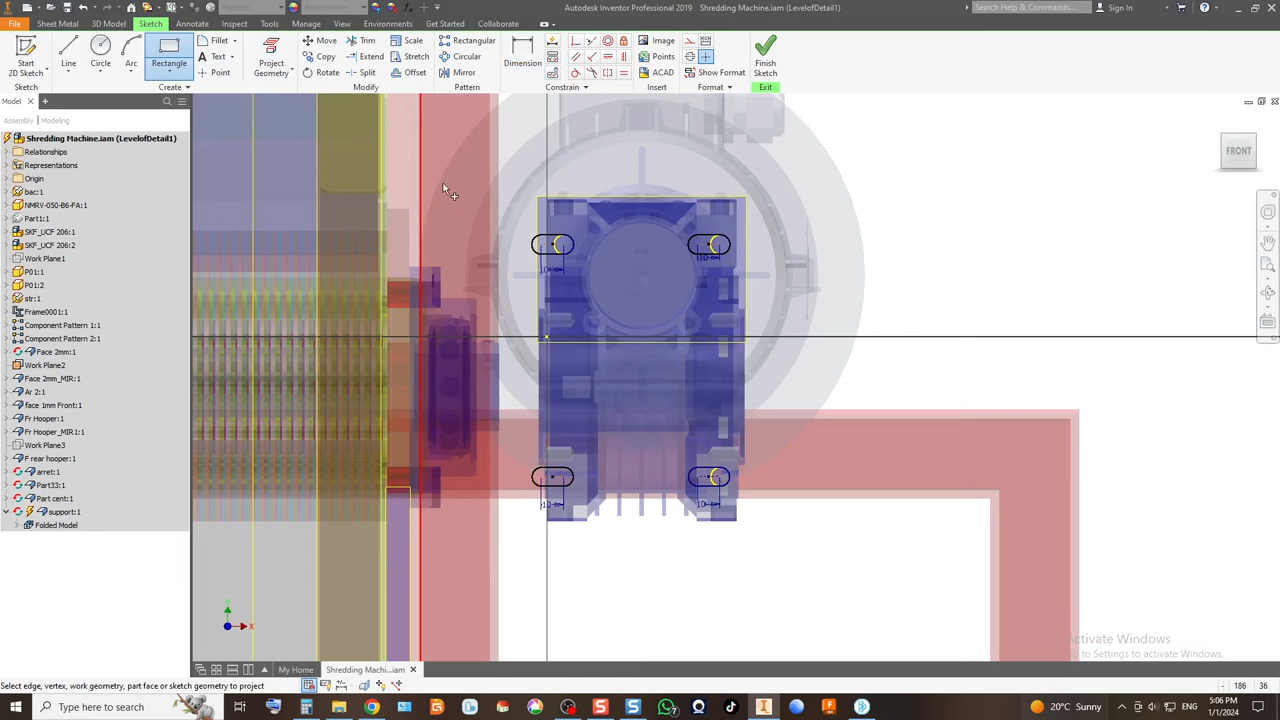 Autodesk Inventor Professional 2019  Shredding Machine.iam (LevelofDetail1)
Search Help & Commands...
Sign In
File
Sheet Metal
3D Model
Sketch
Annotate
Inspect
Tools
Manage
View
Environments
Get Started
Collaborate
Start
2D Sketch
Line
Circle
Arc
Rectangle
Fillet
Text
Point
Project
Geometry
Move
Copy
Rotate
Trim
Extend
Split
Scale
Stretch
Offset
Rectangular
Circular
Mirror
Dimension
Image
Points
ACAD
Show Format
Finish
Sketch
Sketch
Create
Modify
Pattern
Constrain
Insert
Format
Exit
Model
Assembly
Modeling
Shredding Machine.iam (LevelofDetail1)
Relationships
Representations
Origin
bac:1
NMRV-050-B6-FA:1
Part1:1
SKF_UCF 206:1
SKF_UCF 206:2
Work Plane1
P01:1
P01:2
str:1
Frame0001:1
Component Pattern 1:1
Component Pattern 2:1
Face 2mm:1
Work Plane2
Face 2mm_MIR:1
Ar 2:1
face 1mm Front:1
Fr Hooper:1
Fr Hooper_MIR1:1
Work Plane3
F rear hooper:1
arret:1
Part33:1
Part cent:1
support:1
Folded Model
FRONT
10
10
10
10
Y
X
Activate Windows
Go to Settings to activate Windows.
My Home
Shredding Machi...iam
Select edge, vertex, work geometry, part face or sketch geometry to project
186
36
Type here to search
20°C Sunny
ENG
5:06 PM
1/1/2024